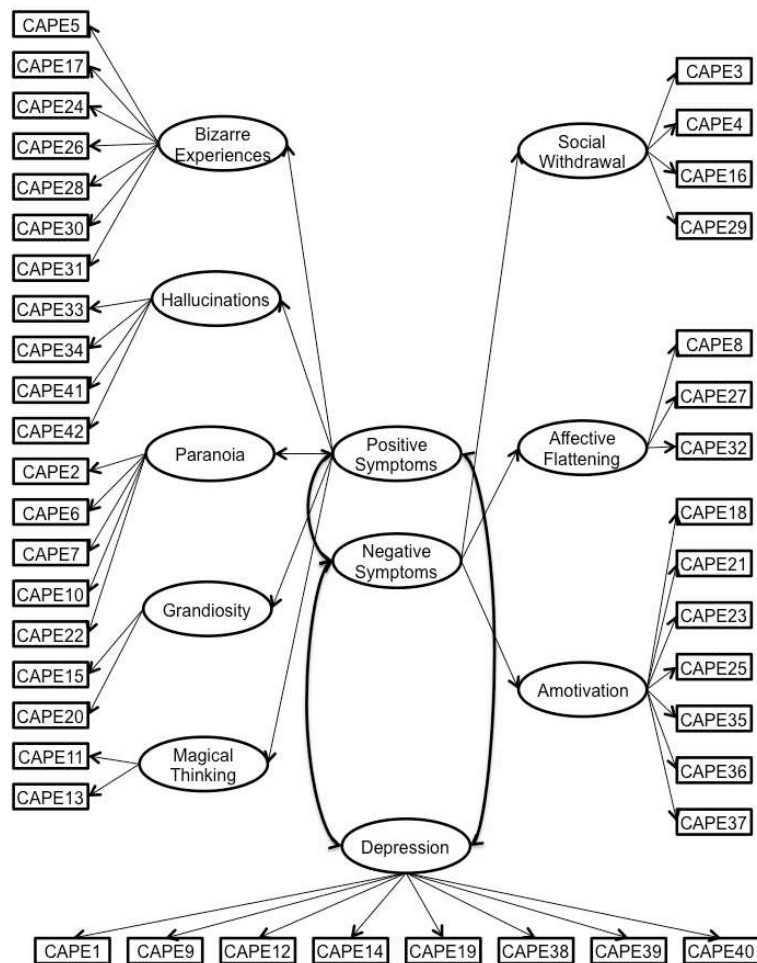 CAPE5
CAPE17
CAPE24
CAPE26
CAPE28
CAPE30
CAPE31
CAPE33
CAPE34
CAPE41
CAPE42
CAPE2
CAPE6
CAPE7
CAPE10
CAPE22
CAPE15
CAPE20
CAPE11
CAPE13
Bizarre
Experiences
Hallucinations
Paranoia
Grandiosity
Magical
Thinking
Positive
Symptoms
Negative
Symptoms
Depression
Social
Withdrawal
Affective
Flattening
Amotivation
CAPE3
CAPE4
CAPE16
CAPE29
CAPE8
CAPE27
CAPE32
CAPE18
CAPE21
CAPE23
CAPE25
CAPE35
CAPE36
CAPE37
CAPE1
CAPE9
CAPE12
CAPE14
CAPE19
CAPE38
CAPE39
CAPE40